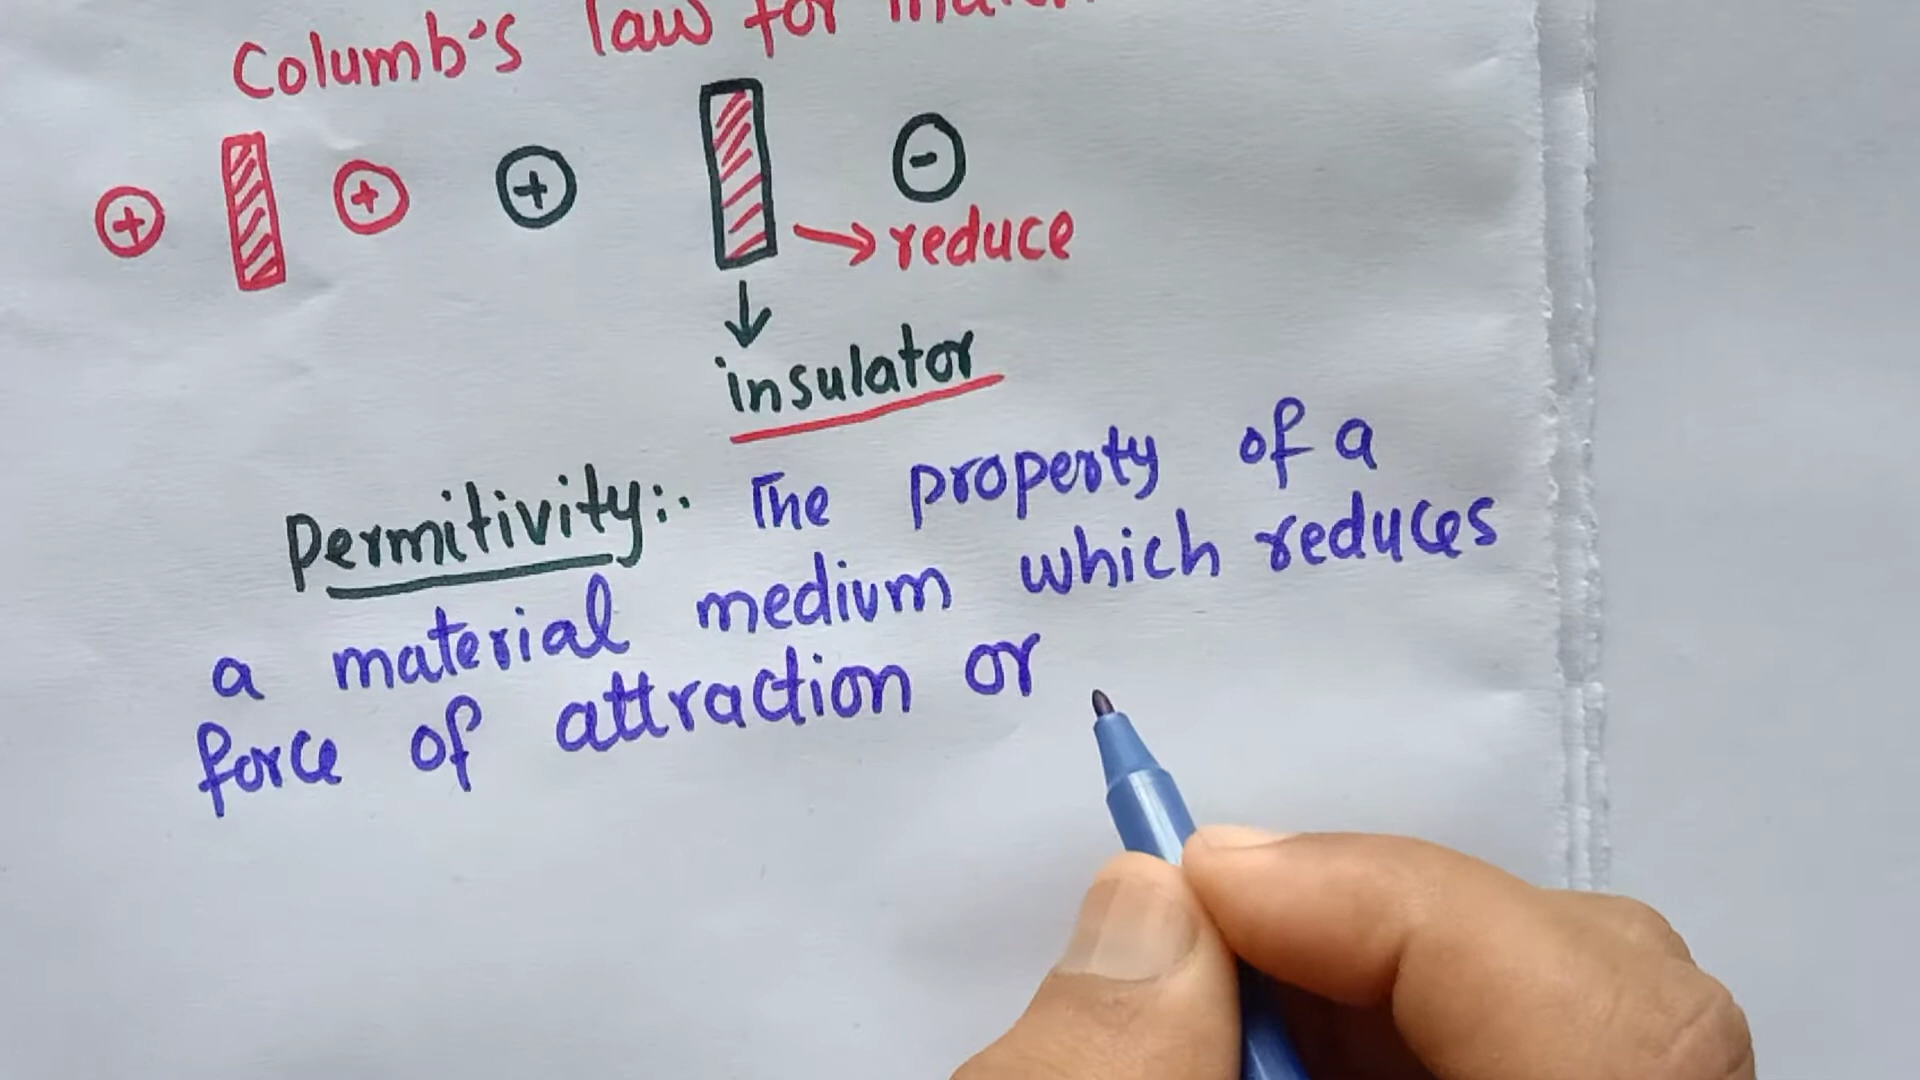 Columb's law for
+ + + -
→ reduce
↓
insulator
Permitivity:. The property of a
a material medium which reduces
force of attraction or